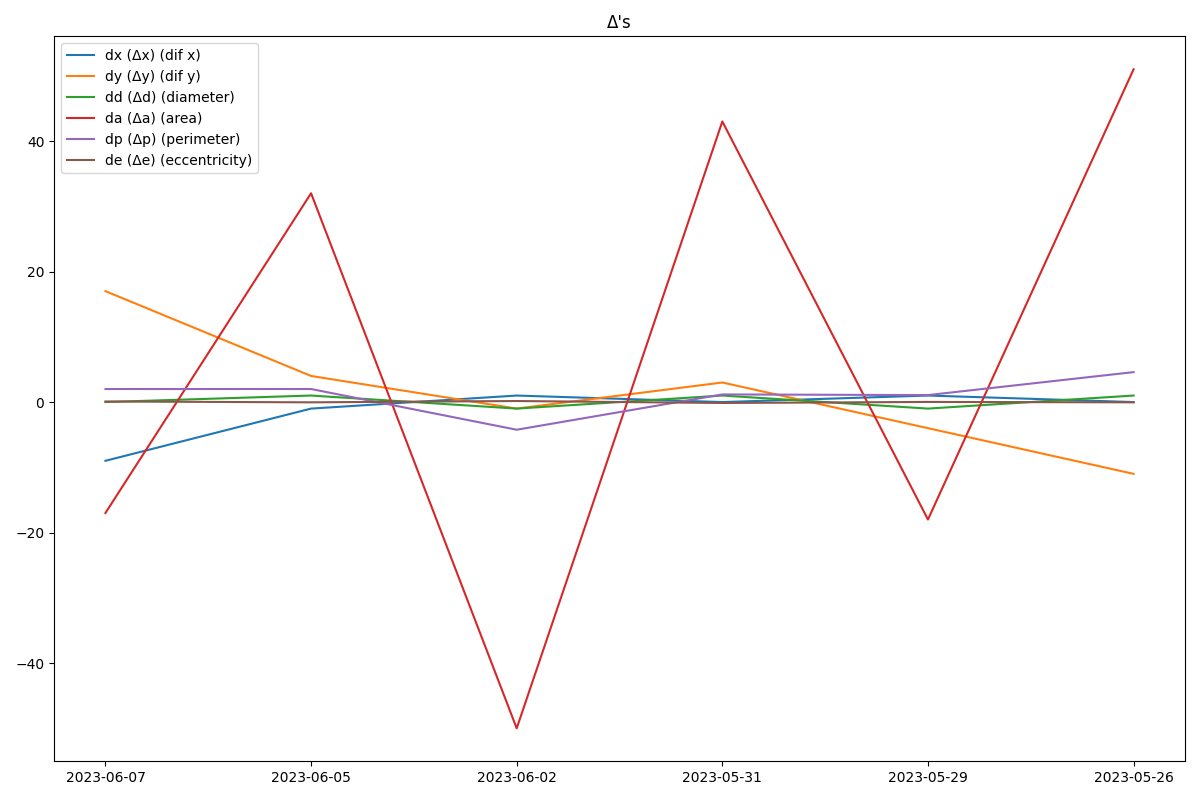 Δ's
dx (Δx) (dif x)
dy (Δy) (dif y)
dd (Δd) (diameter)
da (Δa) (area)
dp (Δp) (perimeter)
de (Δe) (eccentricity)
40
20
0
−20
−40
2023-06-07 2023-06-05 2023-06-02 2023-05-31 2023-05-29 2023-05-26